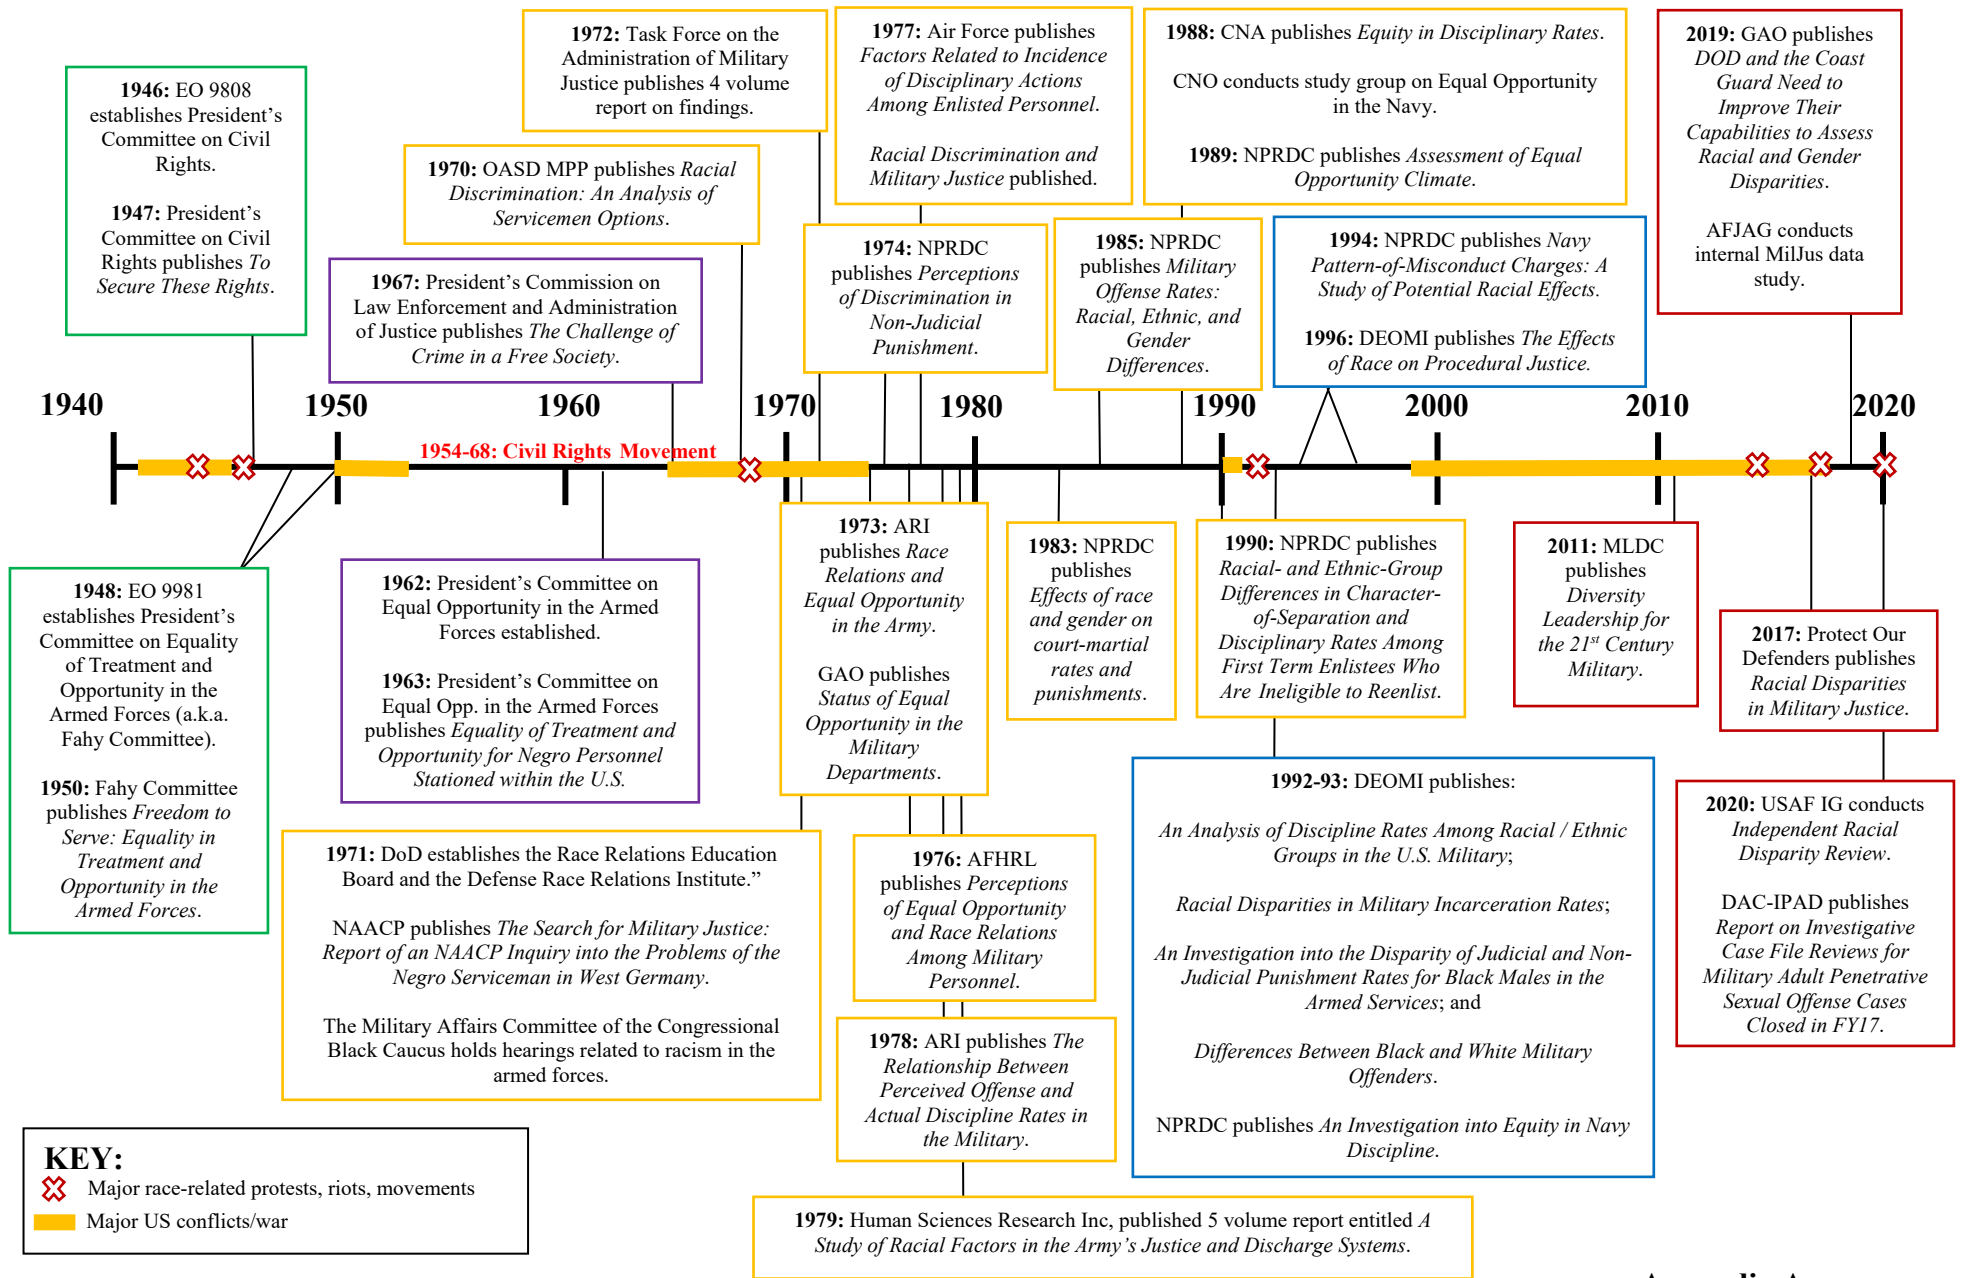 1946: EO 9808
establishes President’s
Committee on Civil
Rights.
1947: President’s
Committee on Civil
Rights publishes To
Secure These Rights.
1972: Task Force on the
Administration of Military
Justice publishes 4 volume
report on findings.
1970: OASD MPP publishes Racial
Discrimination: An Analysis of
Servicemen Options.
1967: President’s Commission on
Law Enforcement and Administration
of Justice publishes The Challenge of
Crime in a Free Society.
1977: Air Force publishes
Factors Related to Incidence
of Disciplinary Actions
Among Enlisted Personnel.
Racial Discrimination and
Military Justice published.
1974: NPRDC
publishes Perceptions
of Discrimination in
Non-Judicial
Punishment.
1988: CNA publishes Equity in Disciplinary Rates.
CNO conducts study group on Equal Opportunity
in the Navy.
1989: NPRDC publishes Assessment of Equal
Opportunity Climate.
1985: NPRDC
publishes Military
Offense Rates:
Racial, Ethnic, and
Gender
Differences.
1994: NPRDC publishes Navy
Pattern-of-Misconduct Charges: A
Study of Potential Racial Effects.
1996: DEOMI publishes The Effects
of Race on Procedural Justice.
2019: GAO publishes
DOD and the Coast
Guard Need to
Improve Their
Capabilities to Assess
Racial and Gender
Disparities.
AFJAG conducts
internal MilJus data
study.
1940
1950
1960
1970
1980
1990
2000
2010
2020
1954-68: Civil Rights Movement
1948: EO 9981
establishes President’s
Committee on Equality
of Treatment and
Opportunity in the
Armed Forces (a.k.a.
Fahy Committee).
1950: Fahy Committee
publishes Freedom to
Serve: Equality in
Treatment and
Opportunity in the
Armed Forces.
1962: President’s Committee on
Equal Opportunity in the Armed
Forces established.
1963: President’s Committee on
Equal Opp. in the Armed Forces
publishes Equality of Treatment and
Opportunity for Negro Personnel
Stationed within the U.S.
1971: DoD establishes the Race Relations Education
Board and the Defense Race Relations Institute.”
NAACP publishes The Search for Military Justice:
Report of an NAACP Inquiry into the Problems of the
Negro Serviceman in West Germany.
The Military Affairs Committee of the Congressional
Black Caucus holds hearings related to racism in the
armed forces.
1973: ARI
publishes Race
Relations and
Equal Opportunity
in the Army.
GAO publishes
Status of Equal
Opportunity in the
Military
Departments.
1976: AFHRL
publishes Perceptions
of Equal Opportunity
and Race Relations
Among Military
Personnel.
1978: ARI publishes The
Relationship Between
Perceived Offense and
Actual Discipline Rates in
the Military.
1979: Human Sciences Research Inc, published 5 volume report entitled A
Study of Racial Factors in the Army’s Justice and Discharge Systems.
1983: NPRDC
publishes
Effects of race
and gender on
court-martial
rates and
punishments.
1990: NPRDC publishes
Racial- and Ethnic-Group
Differences in Character-
of-Separation and
Disciplinary Rates Among
First Term Enlistees Who
Are Ineligible to Reenlist.
1992-93: DEOMI publishes:
An Analysis of Discipline Rates Among Racial / Ethnic
Groups in the U.S. Military;
Racial Disparities in Military Incarceration Rates;
An Investigation into the Disparity of Judicial and Non-
Judicial Punishment Rates for Black Males in the
Armed Services; and
Differences Between Black and White Military
Offenders.
NPRDC publishes An Investigation into Equity in Navy
Discipline.
2011: MLDC
publishes
Diversity
Leadership for
the 21st Century
Military.
2017: Protect Our
Defenders publishes
Racial Disparities
in Military Justice.
2020: USAF IG conducts
Independent Racial
Disparity Review.
DAC-IPAD publishes
Report on Investigative
Case File Reviews for
Military Adult Penetrative
Sexual Offense Cases
Closed in FY17.
KEY:
Major race-related protests, riots, movements
Major US conflicts/war